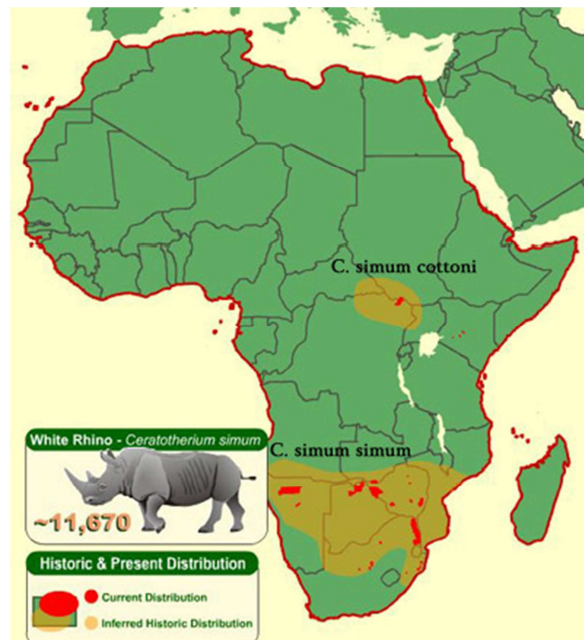 C. simum cottoni
C. simum simum
White Rhino - Ceratotherium simum
~11,670
Historic & Present Distribution
Current Distribution
Inferred Historic Distribution